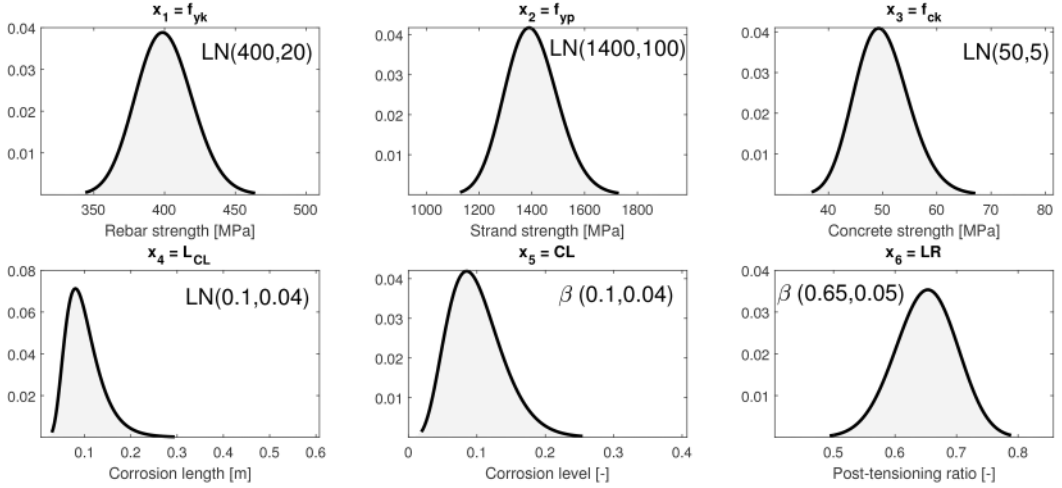 x1 = fyk
0.04
0.03
0.02
0.01
350
400
450
500
Rebar strength [MPa]
LN(400,20)
x2 = fyp
0.04
0.03
0.02
0.01
1000
1200
1400
1600
1800
Strand strength [MPa]
LN(1400,100)
x3 = fck
0.04
0.03
0.02
0.01
40
50
60
70
80
Concrete strength [MPa]
LN(50,5)
x4 = LCL
0.08
0.06
0.04
0.02
0.1
0.2
0.3
0.4
0.5
0.6
Corrosion length [m]
LN(0.1,0.04)
x5 = CL
0.04
0.03
0.02
0.01
0
0.1
0.2
0.3
0.4
Corrosion level [-]
β (0.1,0.04)
x6 = LR
0.04
0.03
0.02
0.01
0.5
0.6
0.7
0.8
Post-tensioning ratio [-]
β (0.65,0.05)